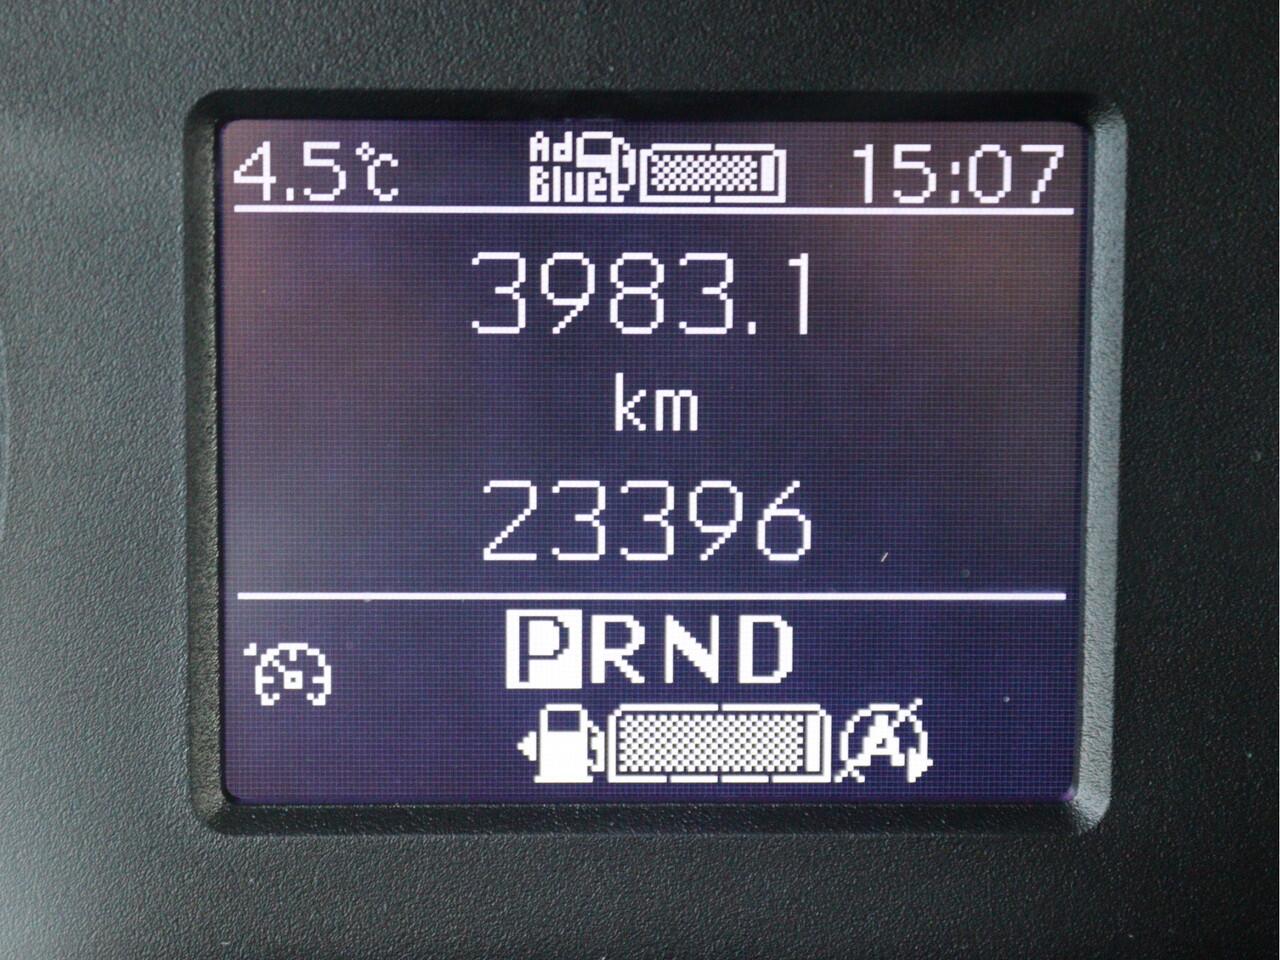 4.5°C
Ad
Blue
15:07
3983.1
km
23396
PRND
A